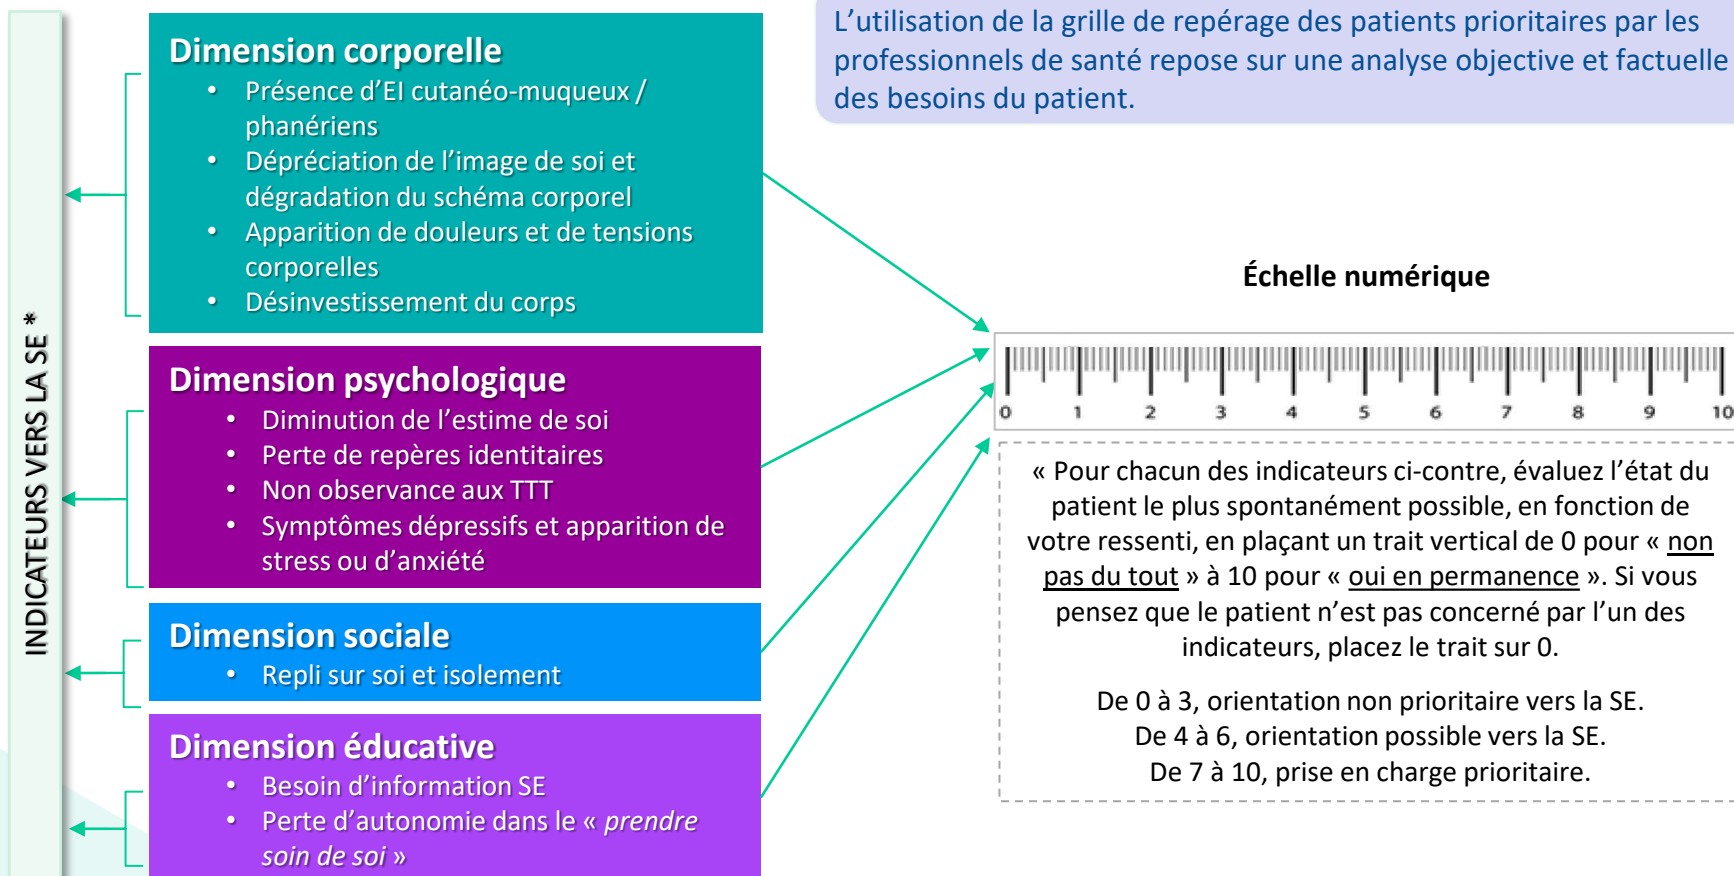 L’utilisation de la grille de repérage des patients prioritaires par les
professionnels de santé repose sur une analyse objective et factuelle
des besoins du patient.
INDICATEURS VERS LA SE *
Dimension corporelle
• Présence d’EI cutanéo-muqueux /
phanériens
• Dépréciation de l’image de soi et
dégradation du schéma corporel
• Apparition de douleurs et de tensions
corporelles
• Désinvestissement du corps
Dimension psychologique
• Diminution de l’estime de soi
• Perte de repères identitaires
• Non observance aux TTT
• Symptômes dépressifs et apparition de
stress ou d’anxiété
Dimension sociale
• Repli sur soi et isolement
Dimension éducative
• Besoin d’information SE
• Perte d’autonomie dans le « prendre
soin de soi »
Échelle numérique
0 1 2 3 4 5 6 7 8 9 10
« Pour chacun des indicateurs ci-contre, évaluez l’état du
patient le plus spontanément possible, en fonction de
votre ressenti, en plaçant un trait vertical de 0 pour « non
pas du tout » à 10 pour « oui en permanence ». Si vous
pensez que le patient n’est pas concerné par l’un des
indicateurs, placez le trait sur 0.
De 0 à 3, orientation non prioritaire vers la SE.
De 4 à 6, orientation possible vers la SE.
De 7 à 10, prise en charge prioritaire.